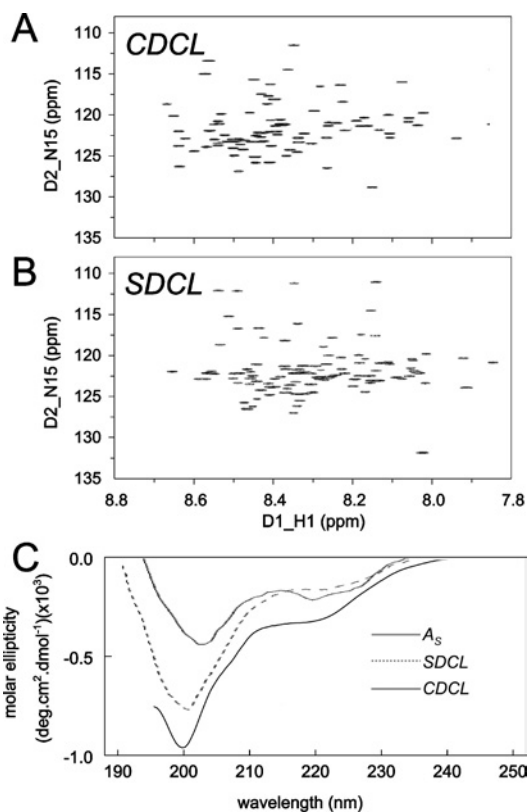 A
CDCL
110
115
120
125
130
135
D2_N15 (ppm)
B
SDCL
110
115
120
125
130
135
D2_N15 (ppm)
8.8 8.6 8.4 8.2 8.0 7.8
D1_H1 (ppm)
C
0.0
-0.5
-1.0
molar ellipticity
(deg.cm².dmol⁻¹)(x10³)
A_S
SDCL
CDCL
190 200 210 220 230 240 250
wavelength (nm)